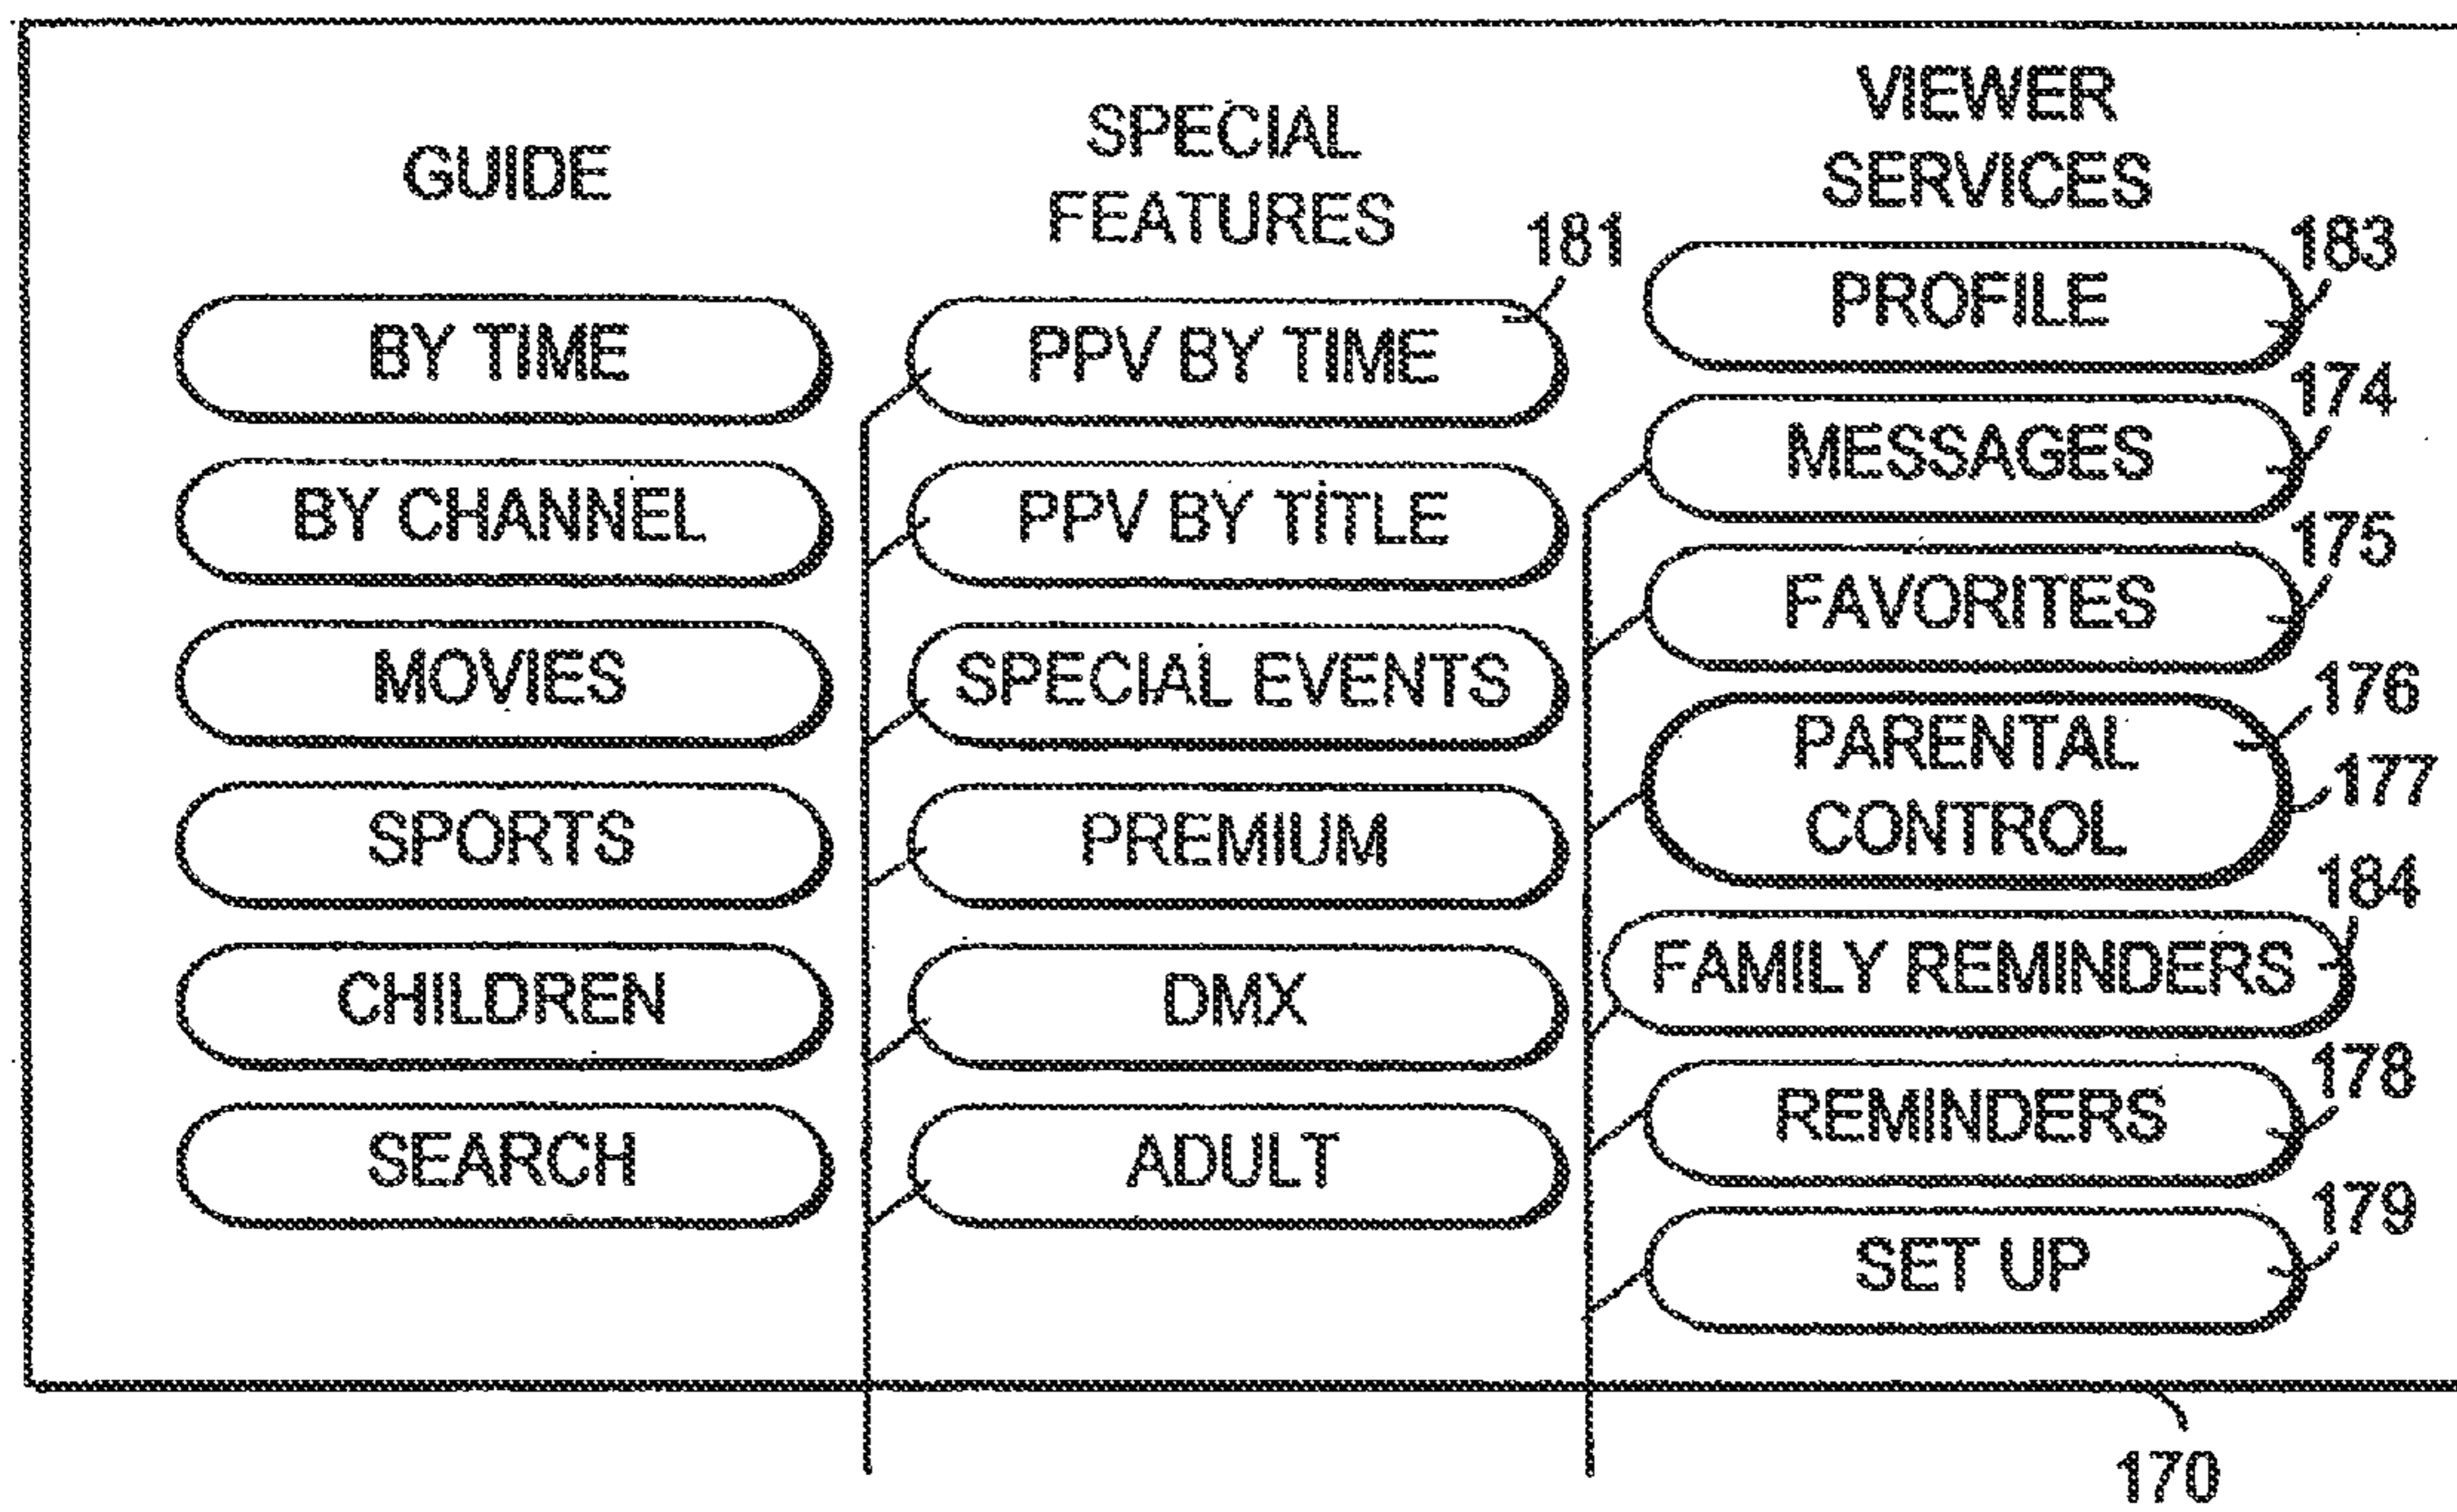 GUIDE
BY TIME
BY CHANNEL
MOVIES
SPORTS
CHILDREN
SEARCH
SPECIAL
FEATURES
181
PPV BY TIME
PPV BY TITLE
SPECIAL EVENTS
PREMIUM
DMX
ADULT
VIEWER
SERVICES
183
PROFILE
174
MESSAGES
175
FAVORITES
176
PARENTAL
177
CONTROL
184
FAMILY REMINDERS
178
REMINDERS
179
SET UP
170